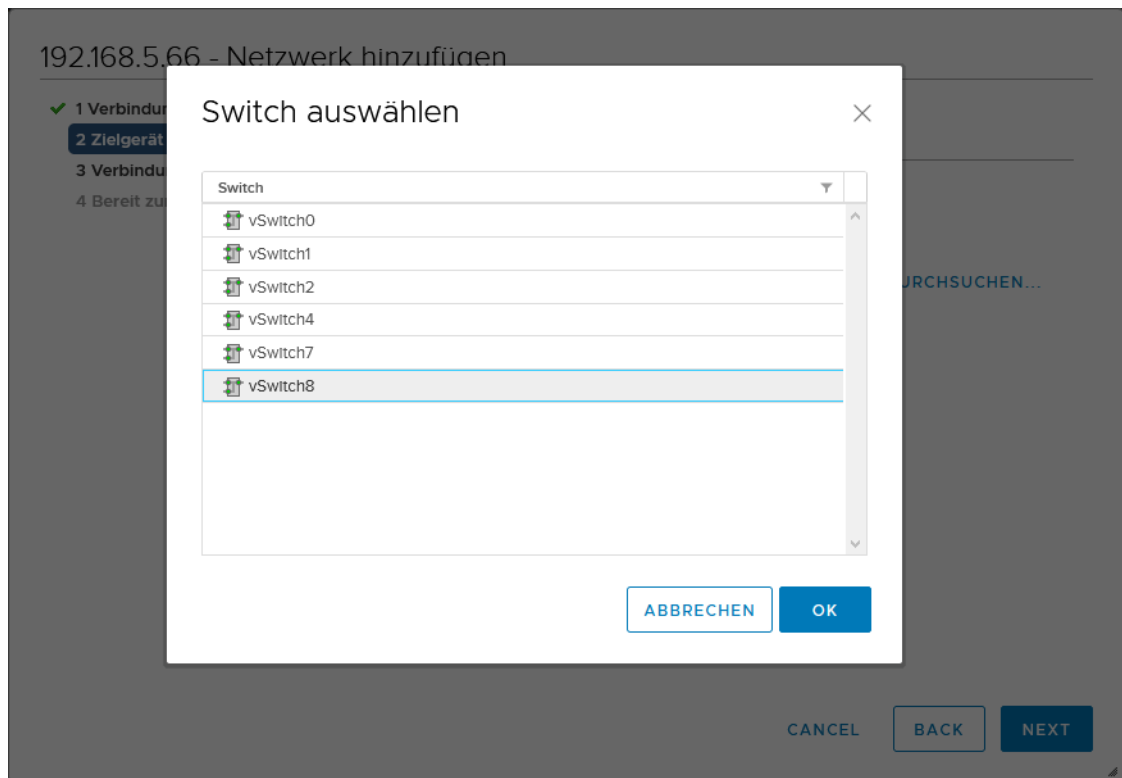 192.168.5.66 - Netzwerk hinzufügen
1 Verbindun
2 Zielgerät
3 Verbindu
4 Bereit zu
Switch auswählen
Switch
vSwitch0
vSwitch1
vSwitch2
vSwitch4
vSwitch7
vSwitch8
URCHSUCHEN...
ABBRECHEN
OK
CANCEL
BACK
NEXT